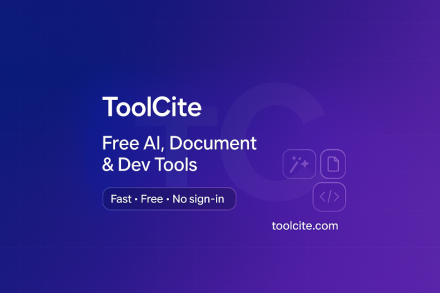 ToolCite
Free AI, Document
& Dev Tools
Fast • Free • No sign-in
toolcite.com